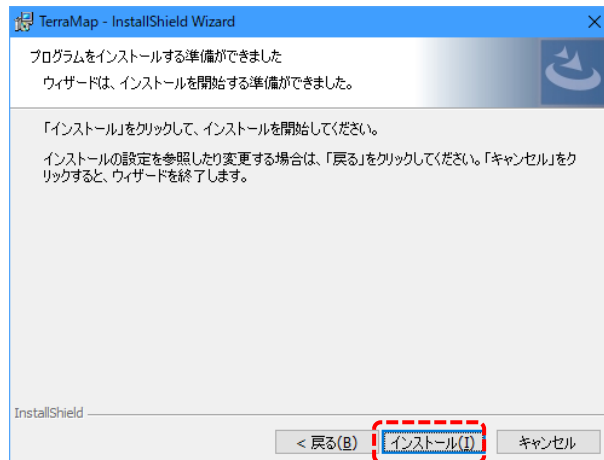 TerraMap - InstallShield Wizard
プログラムをインストールする準備ができました
ウィザードは、インストールを開始する準備ができました。
「インストール」をクリックして、インストールを開始してください。
インストールの設定を参照したり変更する場合は、「戻る」をクリックしてください。「キャンセル」をク
リックすると、ウィザードを終了します。
InstallShield
< 戻る(B)
インストール(I)
キャンセル